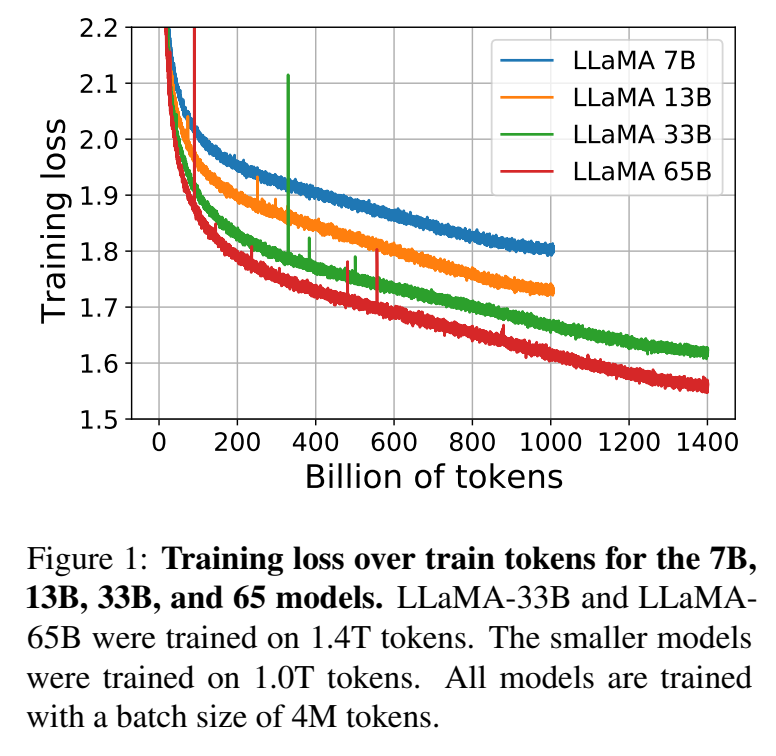 2.2
2.1
2.0
1.9
1.8
1.7
1.6
1.5
Training loss
LLaMA 7B
LLaMA 13B
LLaMA 33B
LLaMA 65B
0 200 400 600 800 1000 1200 1400
Billion of tokens
Figure 1: Training loss over train tokens for the 7B,
13B, 33B, and 65 models. LLaMA-33B and LLaMA-
65B were trained on 1.4T tokens. The smaller models
were trained on 1.0T tokens. All models are trained
with a batch size of 4M tokens.